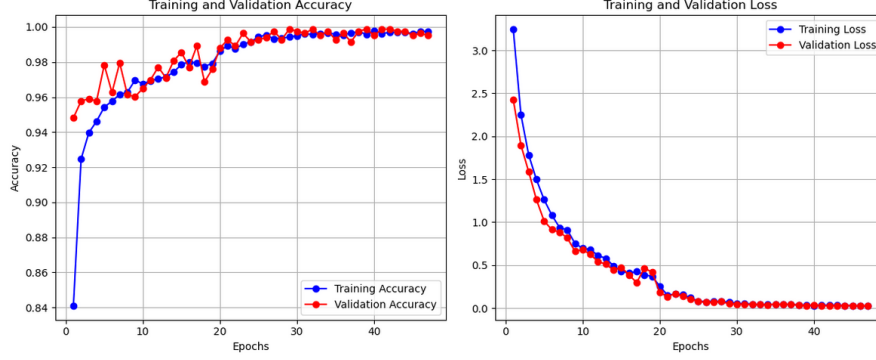 Training and Validation Accuracy
1.00
0.98
0.96
0.94
0.92
0.90
0.88
0.86
0.84
Accuracy
Training Accuracy
Validation Accuracy
0 10 20 30 40
Epochs
Training and Validation Loss
3.0
2.5
2.0
1.5
1.0
0.5
0.0
Loss
Training Loss
Validation Loss
0 10 20 30 40
Epochs